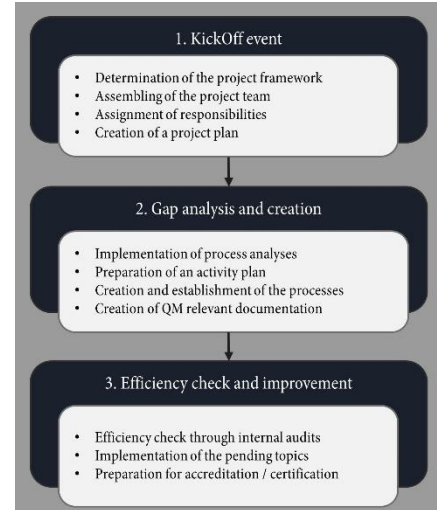 1. KickOff event
• Determination of the project framework
• Assembling of the project team
• Assignment of responsibilities
• Creation of a project plan
2. Gap analysis and creation
• Implementation of process analyses
• Preparation of an activity plan
• Creation and establishment of the processes
• Creation of QM relevant documentation
3. Efficiency check and improvement
• Efficiency check through internal audits
• Implementation of the pending topics
• Preparation for accreditation / certification